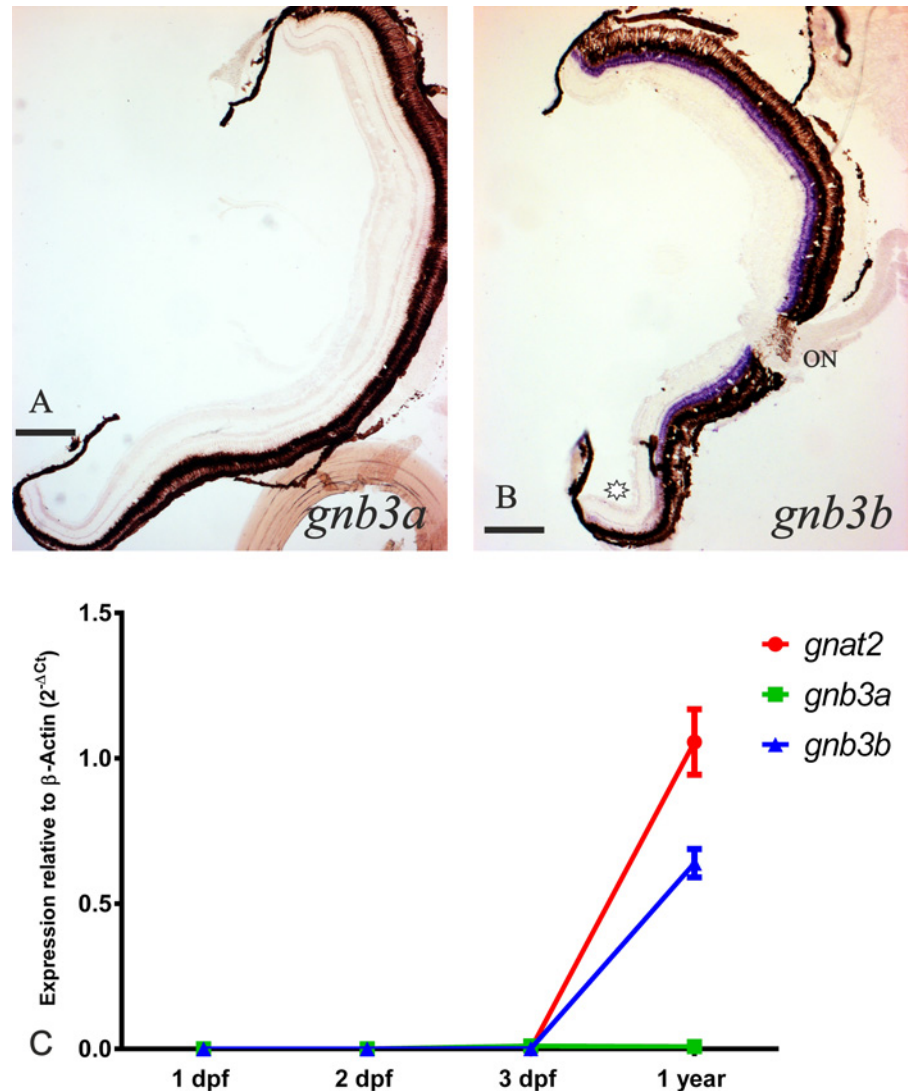 A
gnb3a
B
ON
gnb3b
Expression relative to β-Actin (2^-ΔCt)
1.5
1.0
0.5
0.0
1 dpf 2 dpf 3 dpf 1 year
gnat2
gnb3a
gnb3b
C